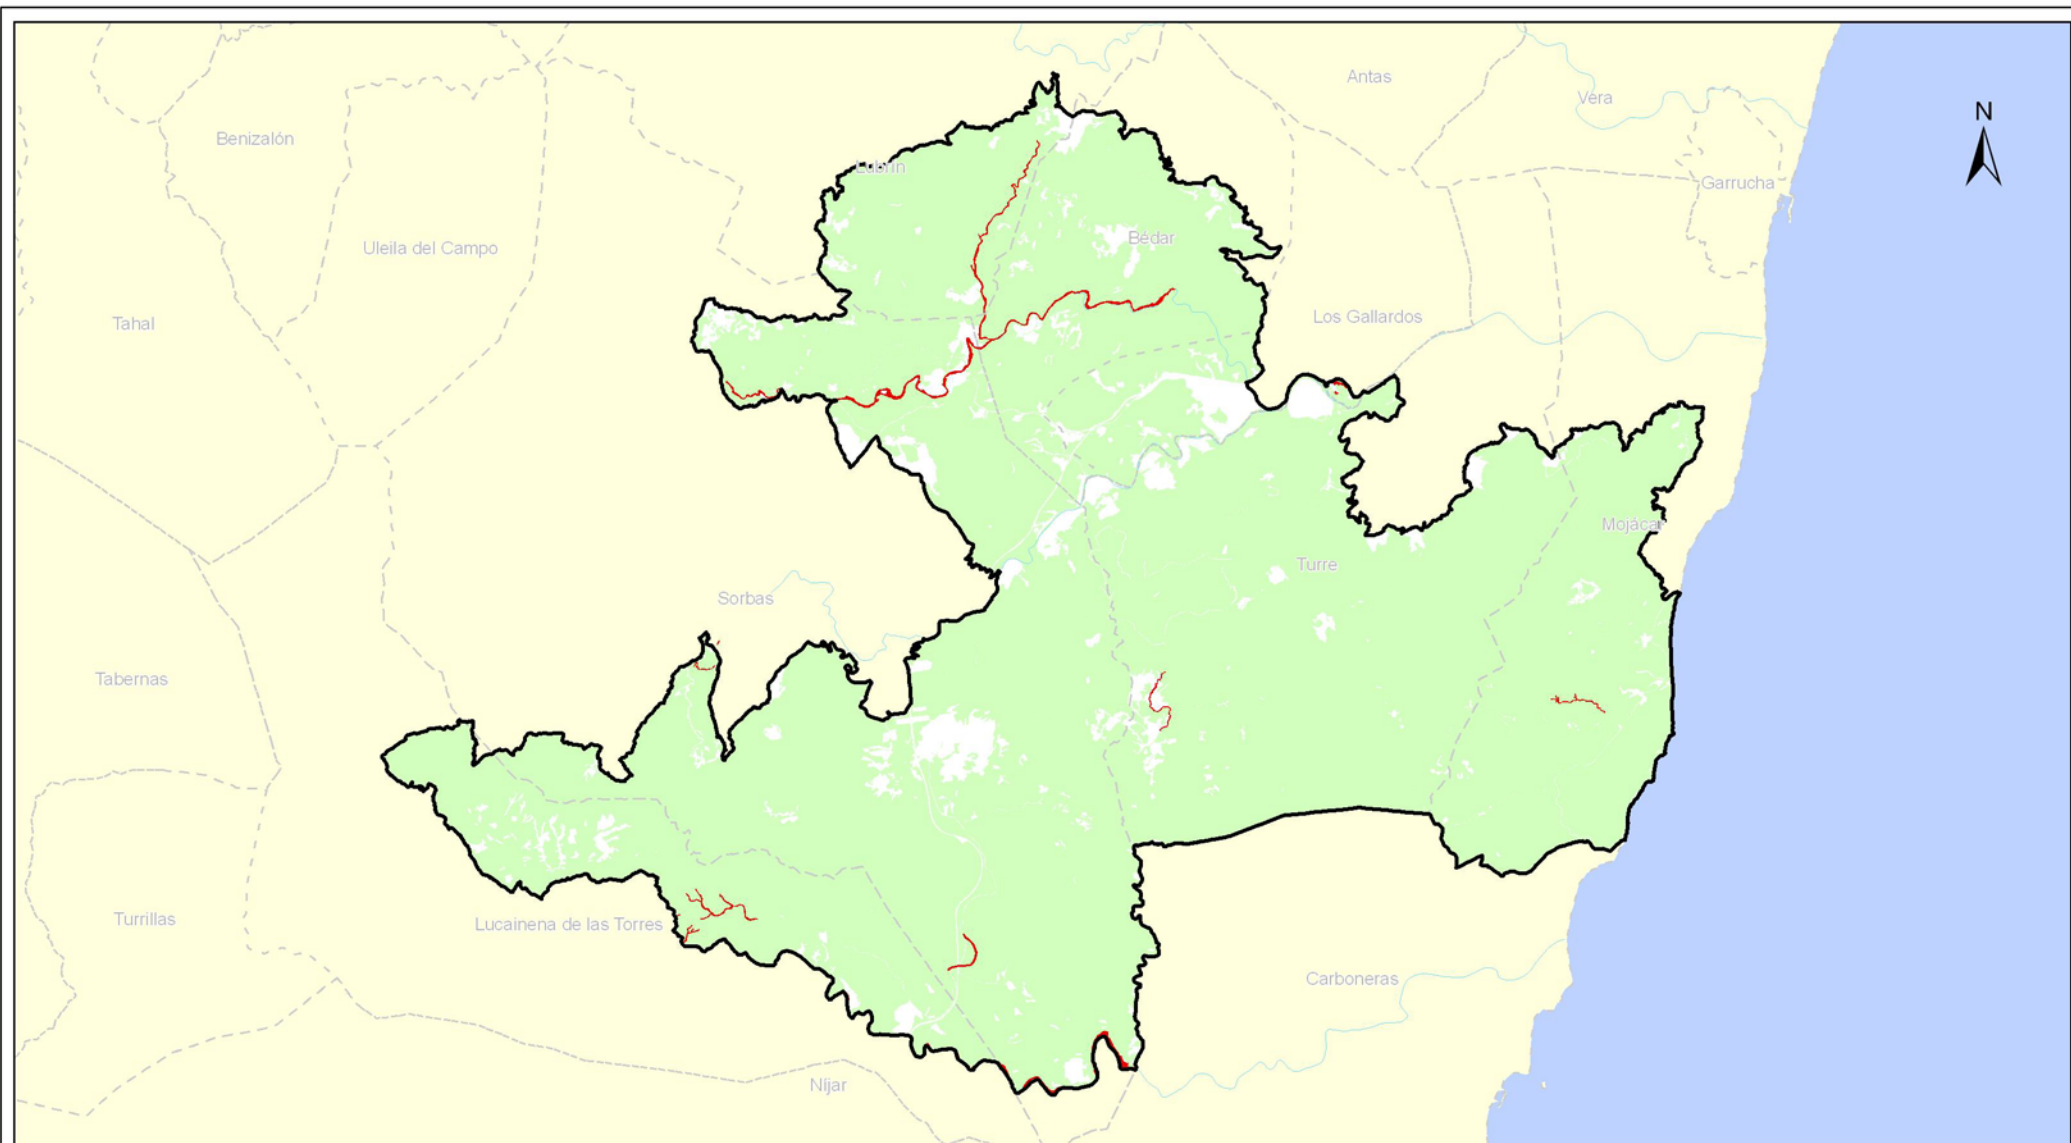 Antas
Vera
N
Benizalón
Lubrín
Garrucha
Bédar
Uleila del Campo
Los Gallardos
Tahal
Mojácar
Turre
Sorbas
Tabernas
Turrillas
Lucainena de las Torres
Carboneras
Níjar